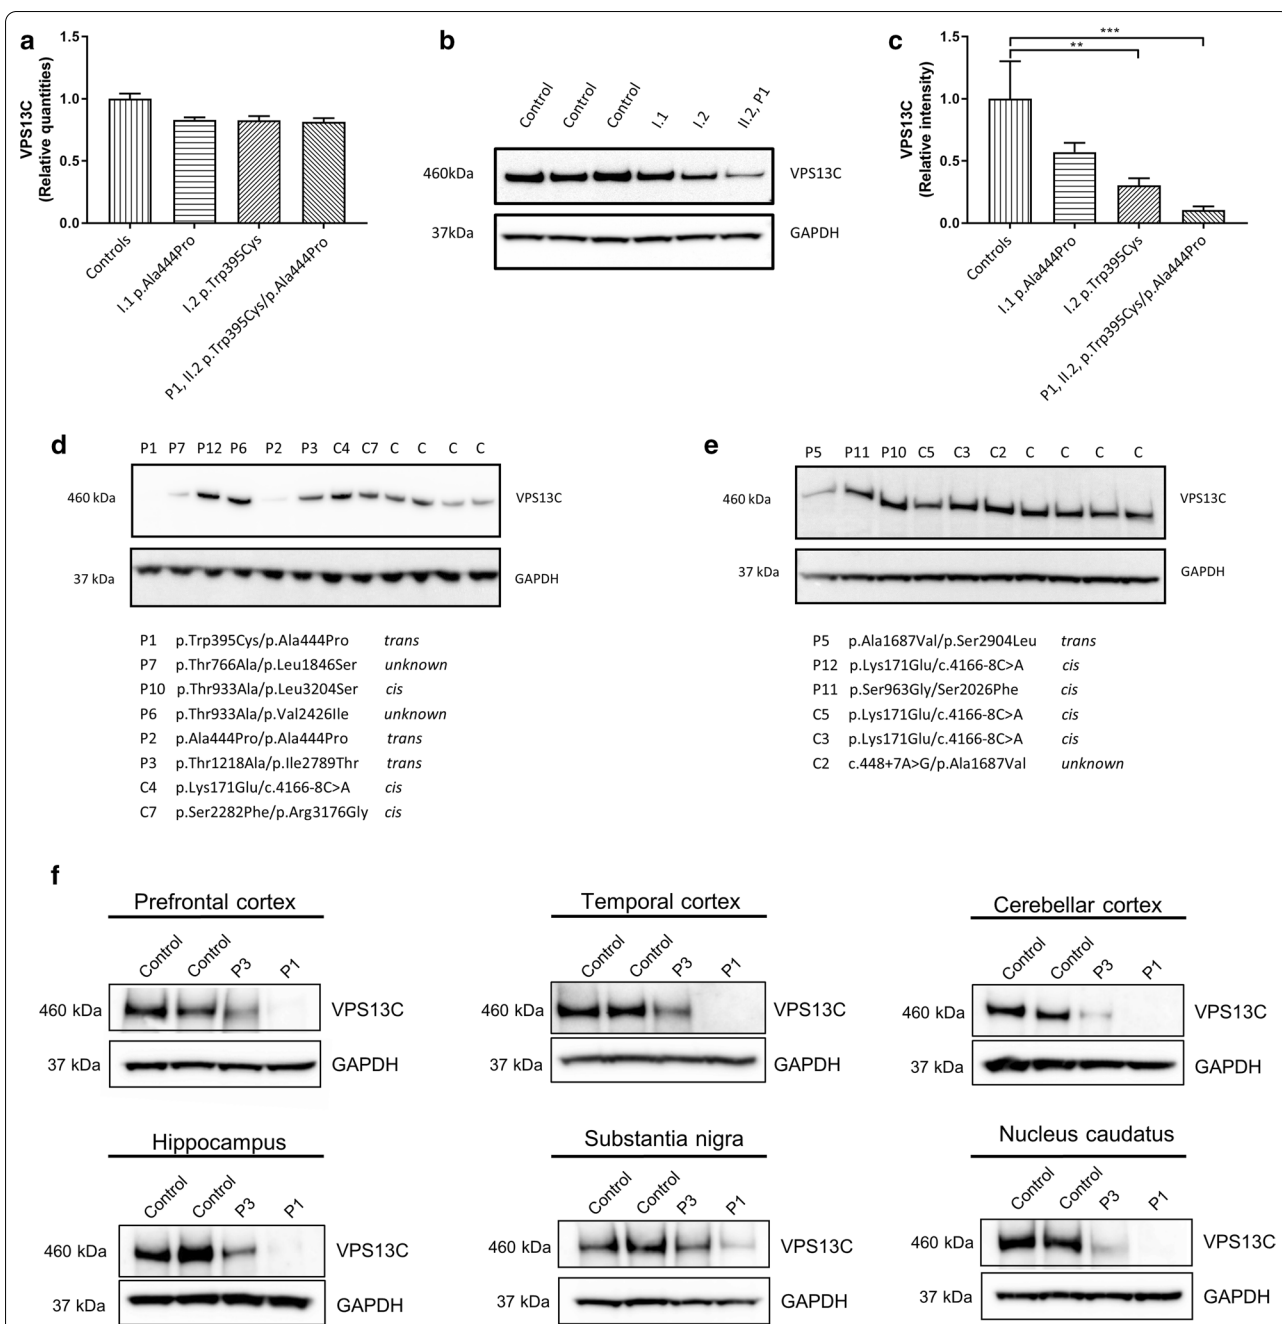 a
VPS13C
(Relative quantities)
1.5
1.0
0.5
0.0
Controls
I.1 p.Ala444Pro
I.2 p.Trp395Cys
P1, II.2 p.Trp395Cys/p.Ala444Pro
b
Control
Control
Control
I.1
I.2
II.2, P1
460kDa
VPS13C
37kDa
GAPDH
c
VPS13C
(Relative intensity)
1.5
1.0
0.5
0.0
***
**
Controls
I.1 p.Ala444Pro
I.2 p.Trp395Cys
P1, II.2, p.Trp395Cys/p.Ala444Pro
d
P1 P7 P12 P6 P2 P3 C4 C7 C C C C
460 kDa
VPS13C
37 kDa
GAPDH
P1 p.Trp395Cys/p.Ala444Pro trans
P7 p.Thr766Ala/p.Leu1846Ser unknown
P10 p.Thr933Ala/p.Leu3204Ser cis
P6 p.Thr933Ala/p.Val2426Ile unknown
P2 p.Ala444Pro/p.Ala444Pro trans
P3 p.Thr1218Ala/p.Ile2789Thr trans
C4 p.Lys171Glu/c.4166-8C>A cis
C7 p.Ser2282Phe/p.Arg3176Gly cis
e
P5 P11 P10 C5 C3 C2 C C C C
460 kDa
VPS13C
37 kDa
GAPDH
P5 p.Ala1687Val/p.Ser2904Leu trans
P12 p.Lys171Glu/c.4166-8C>A cis
P11 p.Ser963Gly/Ser2026Phe cis
C5 p.Lys171Glu/c.4166-8C>A cis
C3 p.Lys171Glu/c.4166-8C>A cis
C2 c.448+7A>G/p.Ala1687Val unknown
f
Prefrontal cortex
Control
Control
P3
P1
460 kDa
VPS13C
37 kDa
GAPDH
Temporal cortex
Control
Control
P3
P1
460 kDa
VPS13C
37 kDa
GAPDH
Cerebellar cortex
Control
Control
P3
P1
460 kDa
VPS13C
37 kDa
GAPDH
Hippocampus
Control
Control
P3
P1
460 kDa
VPS13C
37 kDa
GAPDH
Substantia nigra
Control
Control
P3
P1
460 kDa
VPS13C
37 kDa
GAPDH
Nucleus caudatus
Control
Control
P3
P1
460 kDa
VPS13C
37 kDa
GAPDH